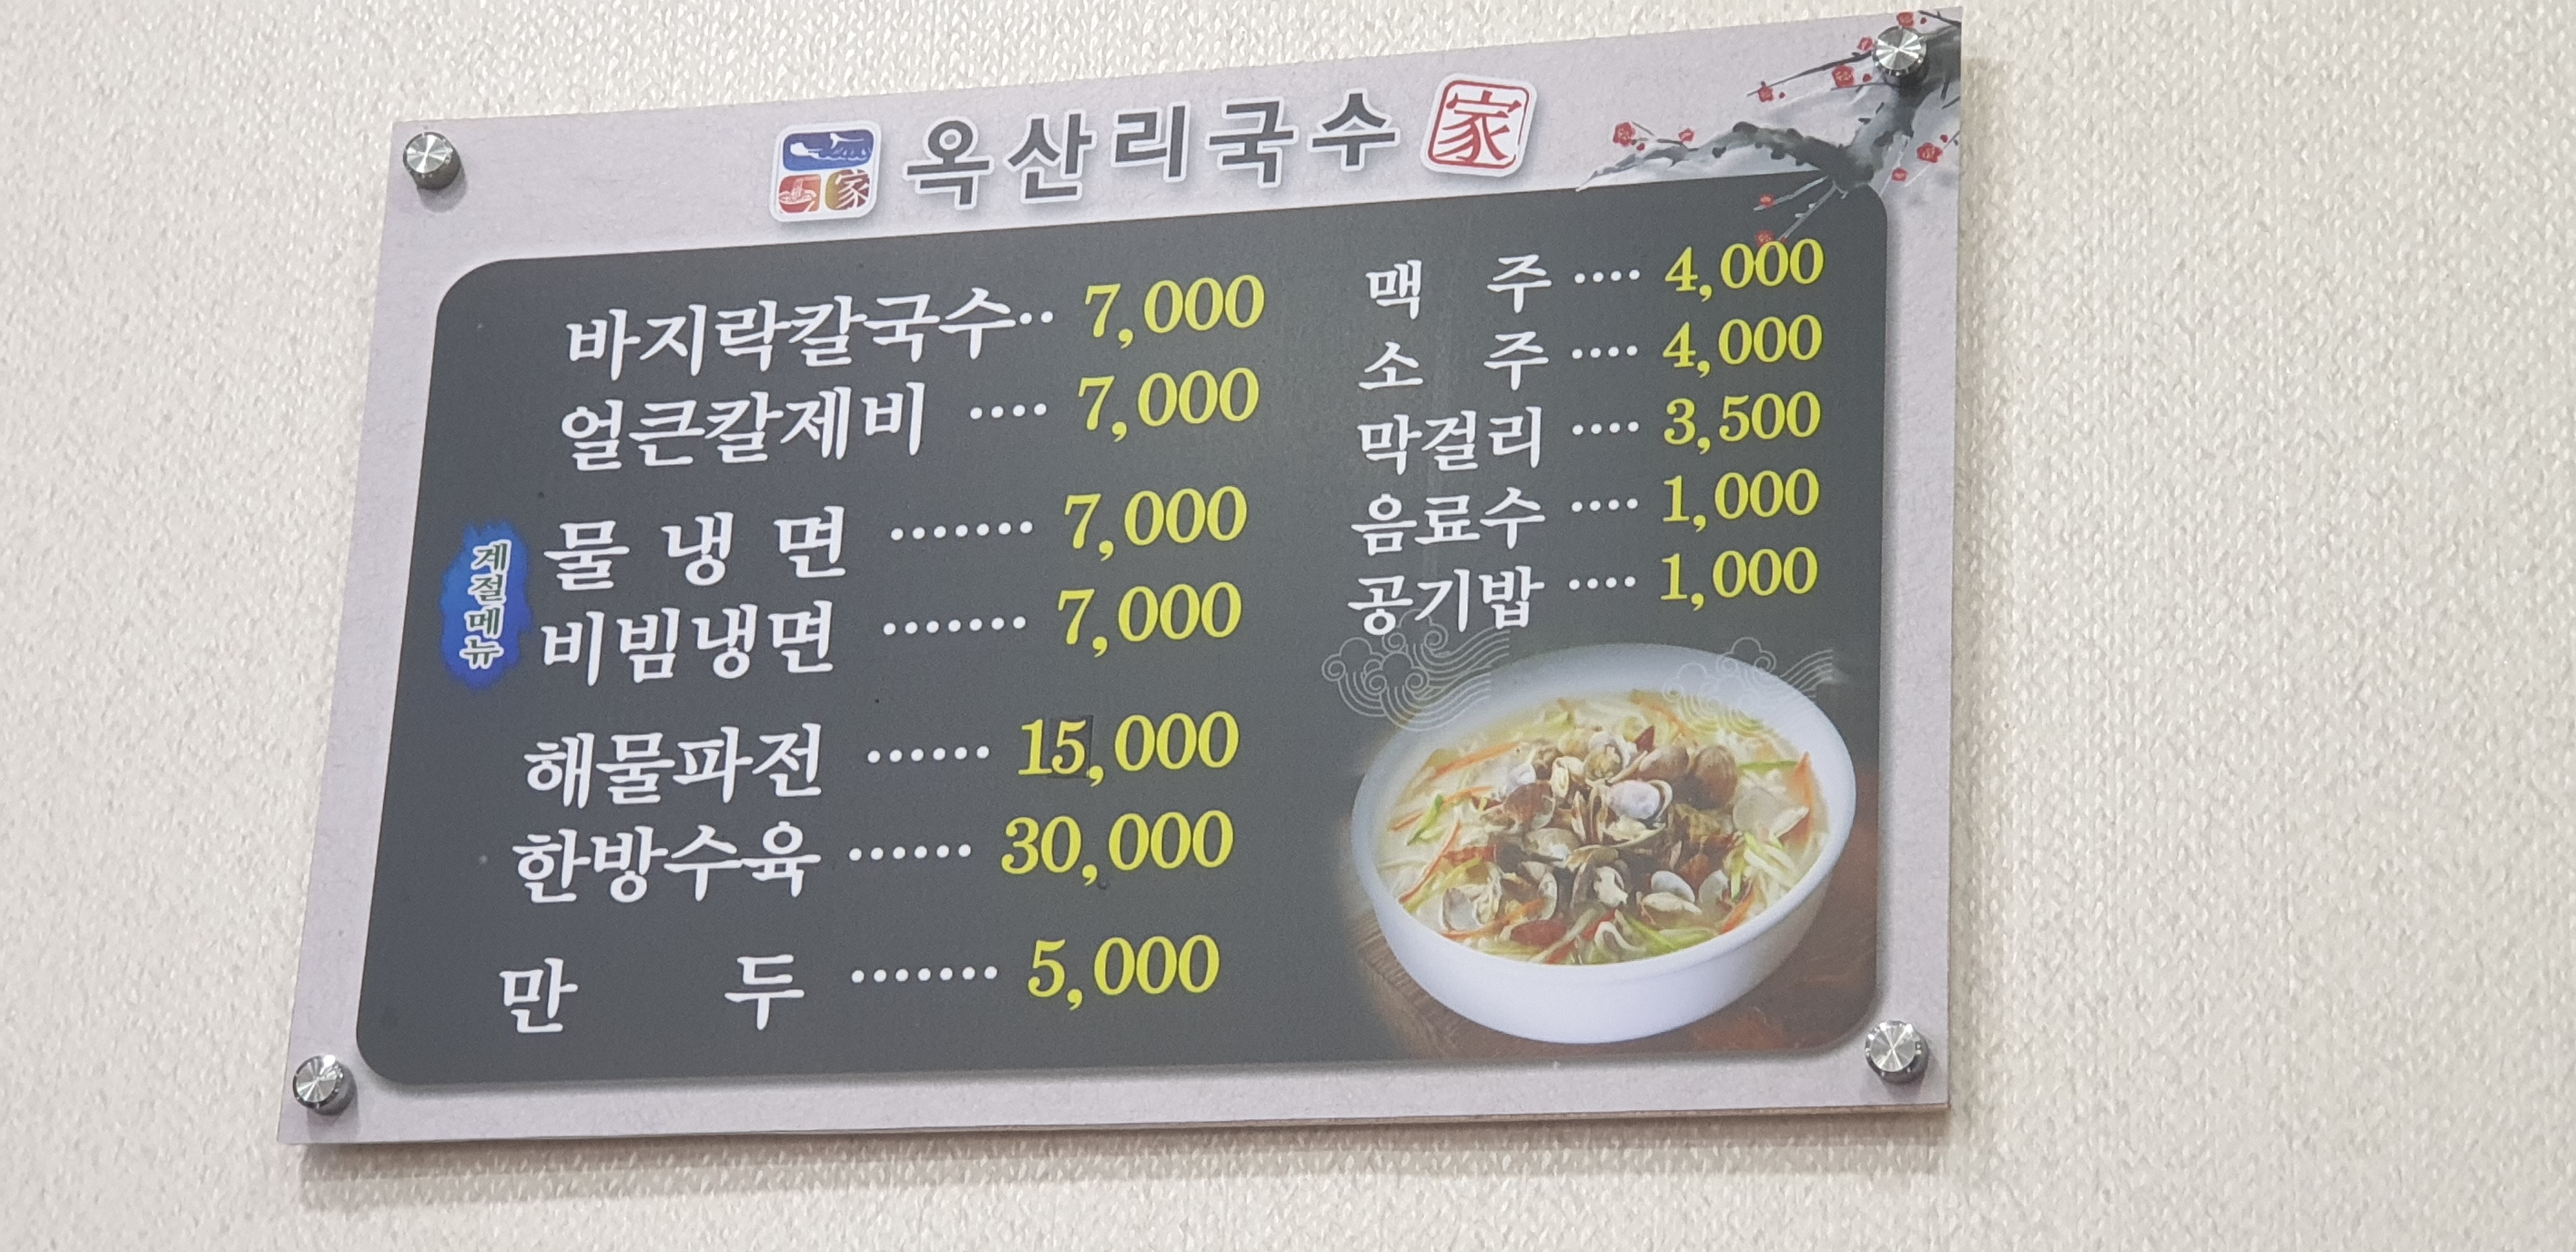 家 옥산리국수 家
바지락칼국수·· 7,000
얼큰칼제비 ···· 7,000
계절메뉴
물냉면 ······· 7,000
비빔냉면 ······· 7,000
해물파전 ······ 15,000
한방수육 ······ 30,000
만두 ······· 5,000
맥주 ···· 4,000
소주 ···· 4,000
막걸리 ···· 3,500
음료수 ···· 1,000
공기밥 ···· 1,000